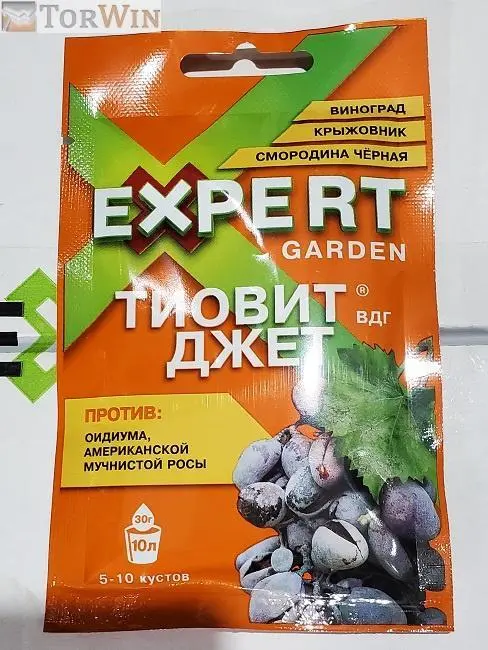 TorWin
ВИНОГРАД
КРЫЖОВНИК
СМОРОДИНА ЧЁРНАЯ
EXPERT
GARDEN
ТИОВИТ ®
ДЖЕТ ВДГ
ПРОТИВ:
ОИДИУМА,
АМЕРИКАНСКОЙ
МУЧНИСТОЙ РОСЫ
30г
10л
5-10 кустов
E